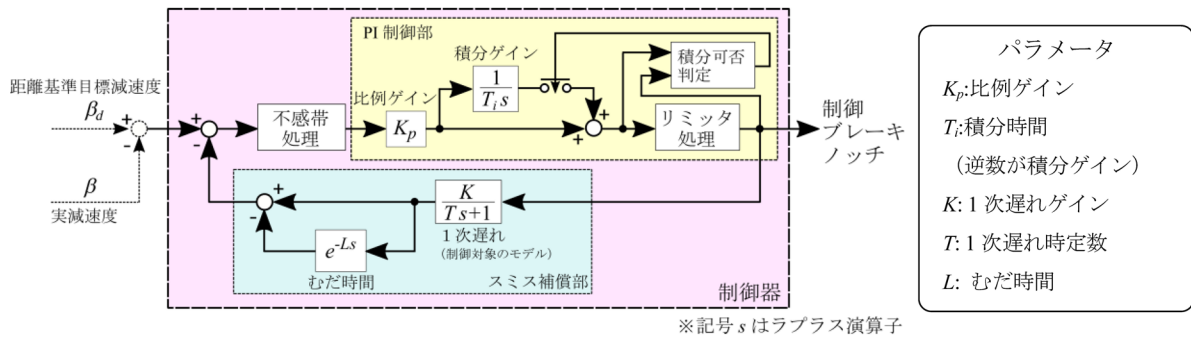 PI 制御部
積分ゲイン
1
T_i s
積分可否
判定
距離基準目標減速度
β_d
+
-
β
実減速度
+
-
不感帯
処理
比例ゲイン
K_p
+
+
リミッタ
処理
制御
ブレーキ
ノッチ
+
-
K
Ts+1
1次遅れ
(制御対象のモデル)
e^{-Ls}
むだ時間
スミス補償部
制御器
※記号 s はラプラス演算子
パラメータ
K_p:比例ゲイン
T_i:積分時間
(逆数が積分ゲイン)
K: 1 次遅れゲイン
T: 1 次遅れ時定数
L: むだ時間